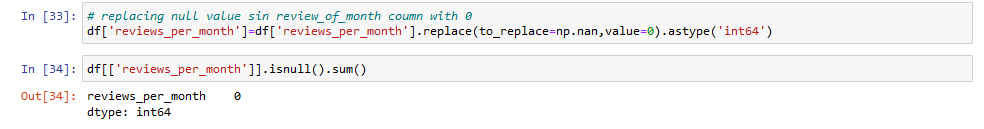 In [33]: # replacing null value sin review_of_month coumn with 0
df['reviews_per_month']=df['reviews_per_month'].replace(to_replace=np.nan,value=0).astype('int64')
In [34]: df[['reviews_per_month']].isnull().sum()
Out[34]: reviews_per_month    0
dtype: int64